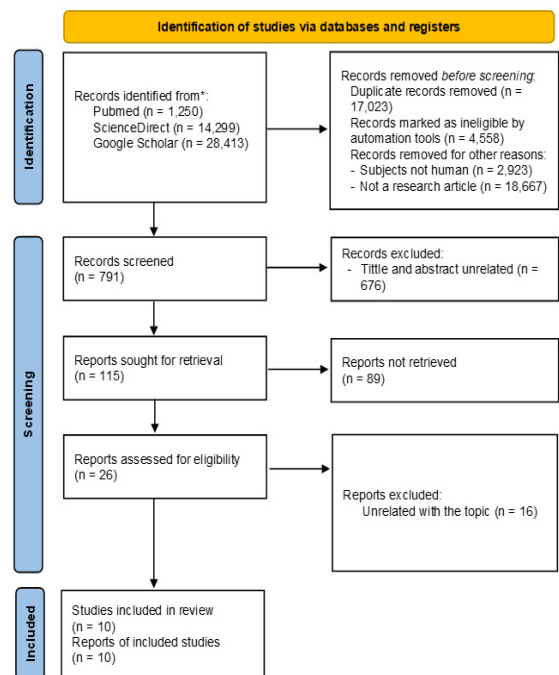 Identification of studies via databases and registers
Identification
Records identified from*:
Pubmed (n = 1,250)
ScienceDirect (n = 14,299)
Google Scholar (n = 28,413)
Records removed before screening:
Duplicate records removed (n =
17,023)
Records marked as ineligible by
automation tools (n = 4,558)
Records removed for other reasons:
- Subjects not human (n = 2,923)
- Not a research article (n = 18,667)
Screening
Records screened
(n = 791)
Records excluded:
- Tittle and abstract unrelated (n =
676)
Reports sought for retrieval
(n = 115)
Reports not retrieved
(n = 89)
Reports assessed for eligibility
(n = 26)
Reports excluded:
Unrelated with the topic (n = 16)
Included
Studies included in review
(n = 10)
Reports of included studies
(n = 10)